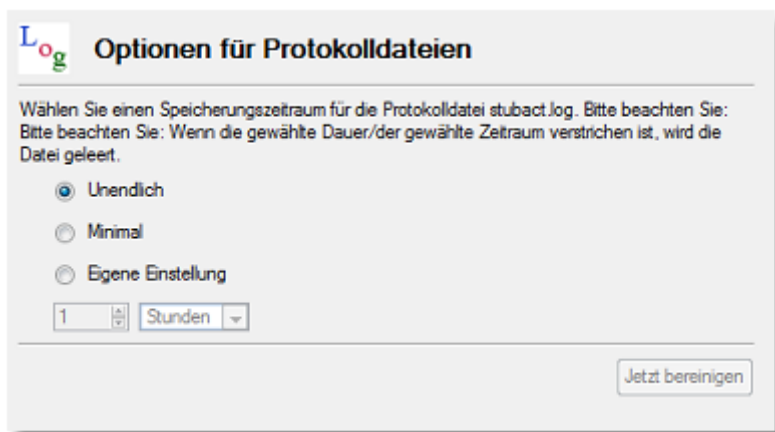 Log
Optionen für Protokolldateien
Wählen Sie einen Speicherungszeitraum für die Protokolldatei stubact.log. Bitte beachten Sie:
Bitte beachten Sie: Wenn die gewählte Dauer/der gewählte Zeitraum verstrichen ist, wird die
Datei geleert.
Unendlich
Minimal
Eigene Einstellung
1 Stunden
Jetzt bereinigen